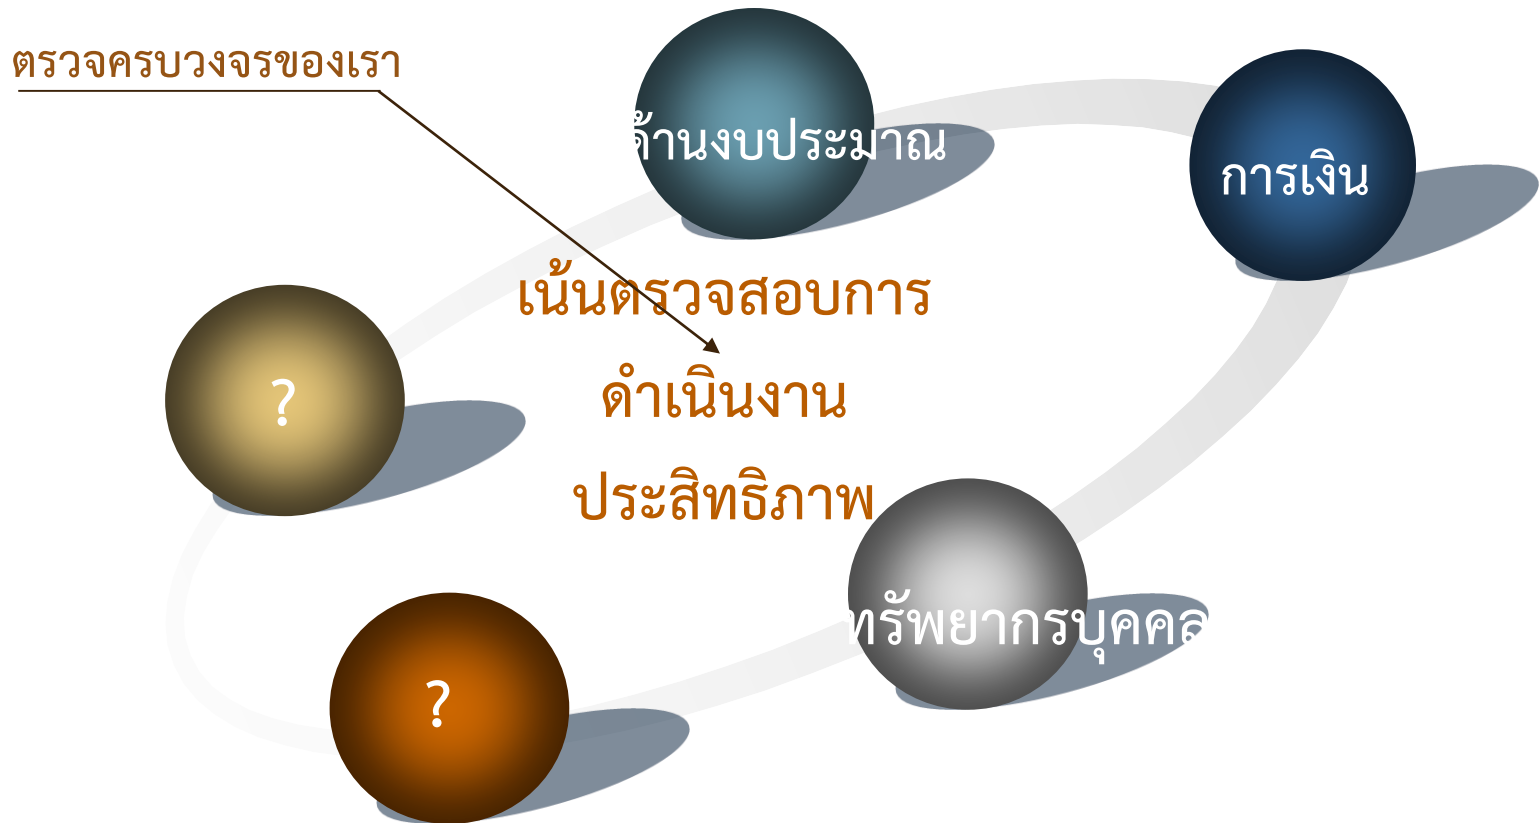 ตรวจครบวงจรของเรา
ด้านงบประมาณ
การเงิน
เน้นตรวจสอบการ
ดำเนินงาน
ประสิทธิภาพ
?
ทรัพยากรบุคคล
?